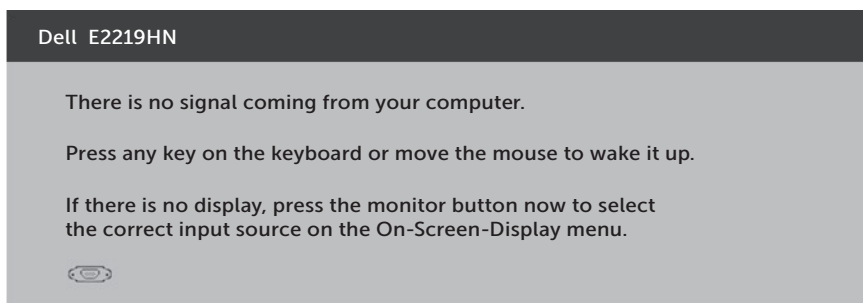 Dell E2219HN
There is no signal coming from your computer.
Press any key on the keyboard or move the mouse to wake it up.
If there is no display, press the monitor button now to select
the correct input source on the On-Screen-Display menu.